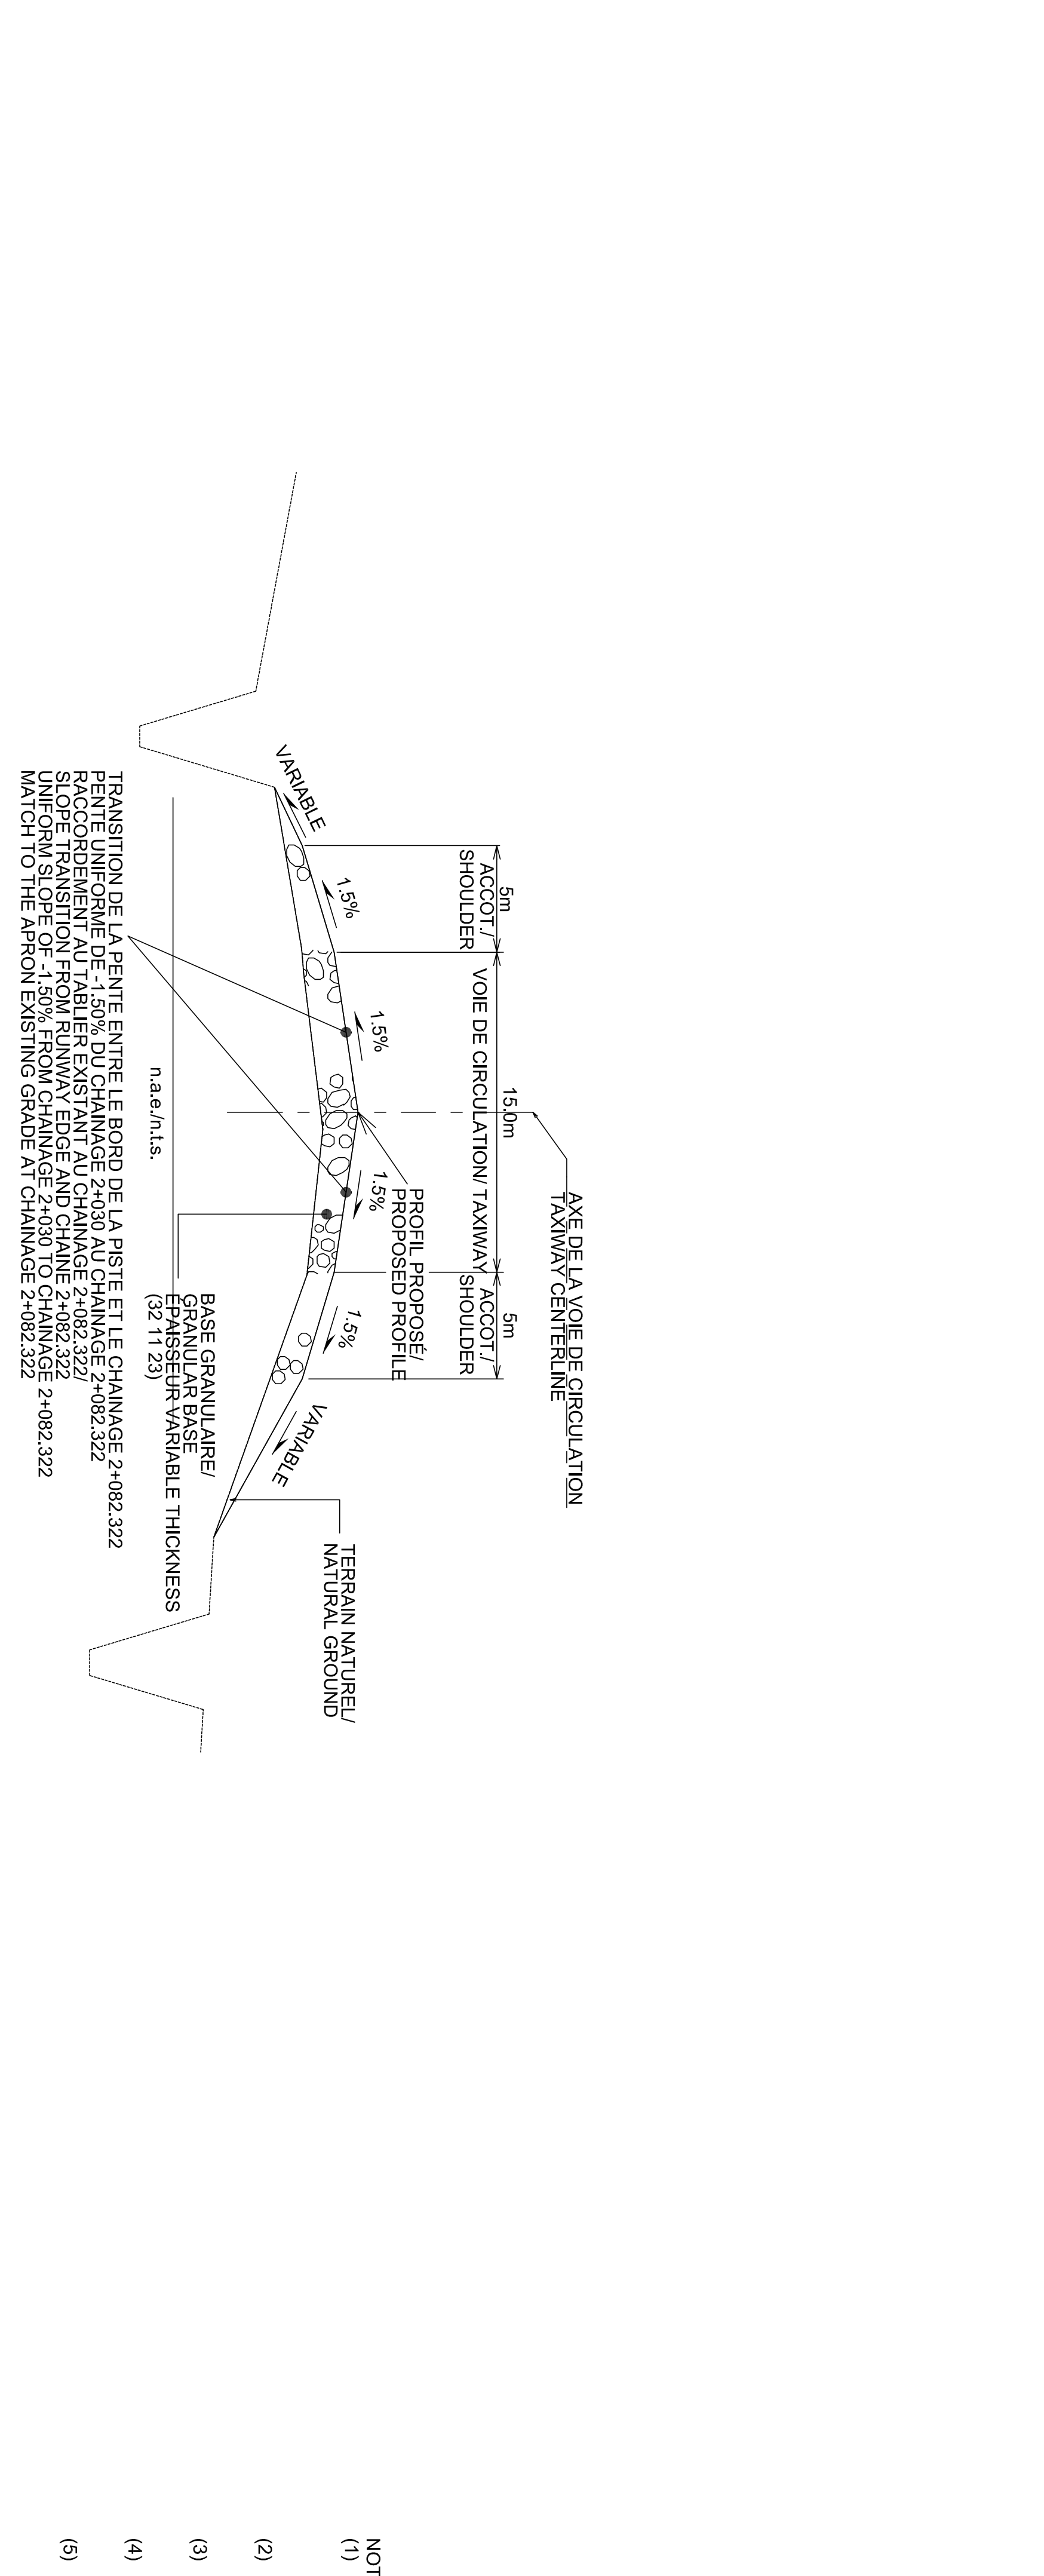 AXE DE LA VOIE DE CIRCULATION
TAXIWAY CENTERLINE
5m
15.0m
5m
ACCOT./
SHOULDER
VOIE DE CIRCULATION/ TAXIWAY
ACCOT./
SHOULDER
PROFIL PROPOSÉ/
PROPOSED PROFILE
1.5%
1.5%
1.5%
1.5%
VARIABLE
VARIABLE
TERRAIN NATUREL/
NATURAL GROUND
BASE GRANULAIRE/
GRANULAR BASE
ÉPAISSEUR VARIABLE THICKNESS
(32 11 23)
n.a.e./n.t.s.
TRANSITION DE LA PENTE ENTRE LE BORD DE LA PISTE ET LE CHAINAGE 2+082.322
PENTE UNIFORME DE -1.50% DU CHAINAGE 2+030 AU CHAINAGE 2+082.322
RACCORDEMENT AU TABLIER EXISTANT AU CHAINAGE 2+082.322/
SLOPE TRANSITION FROM RUNWAY EDGE AND CHAINE 2+082.322
UNIFORM SLOPE OF -1.50% FROM CHAINAGE 2+030 TO CHAINAGE 2+082.322
MATCH TO THE APRON EXISTING GRADE AT CHAINAGE 2+082.322
NOT
(1)
(2)
(3)
(4)
(5)